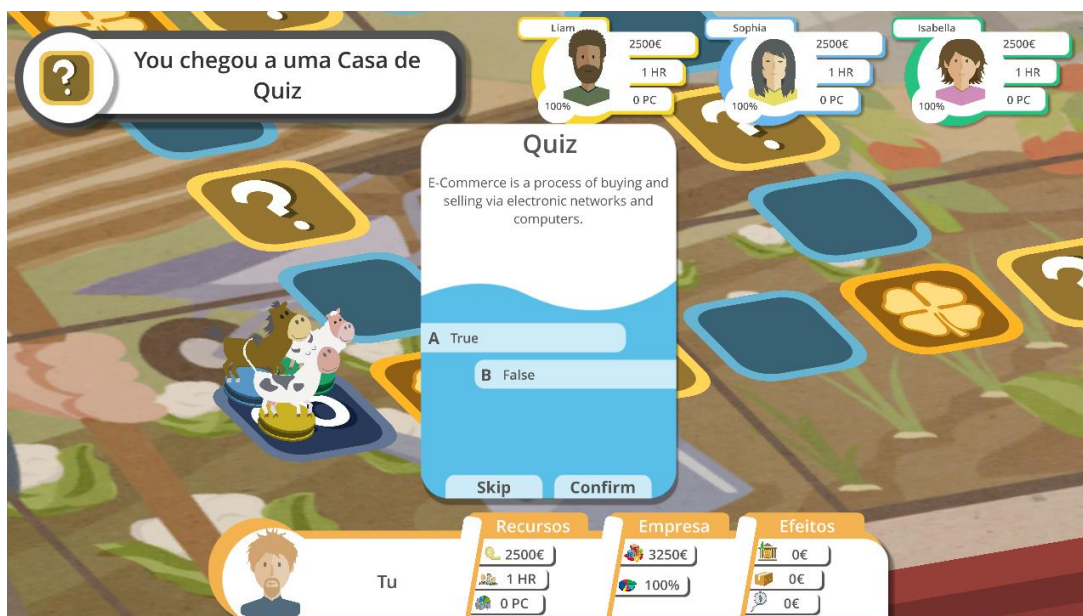 You chegou a uma Casa de
Quiz
?
Liam
2500€
1 HR
0 PC
100%
Sophia
2500€
1 HR
0 PC
100%
Isabella
2500€
1 HR
0 PC
100%
?
?
?
Quiz
E-Commerce is a process of buying and
selling via electronic networks and
computers.
A True
B False
Skip Confirm
Tu
Recursos
2500€
1 HR
0 PC
Empresa
3250€
100%
Efeitos
0€
0€
0€